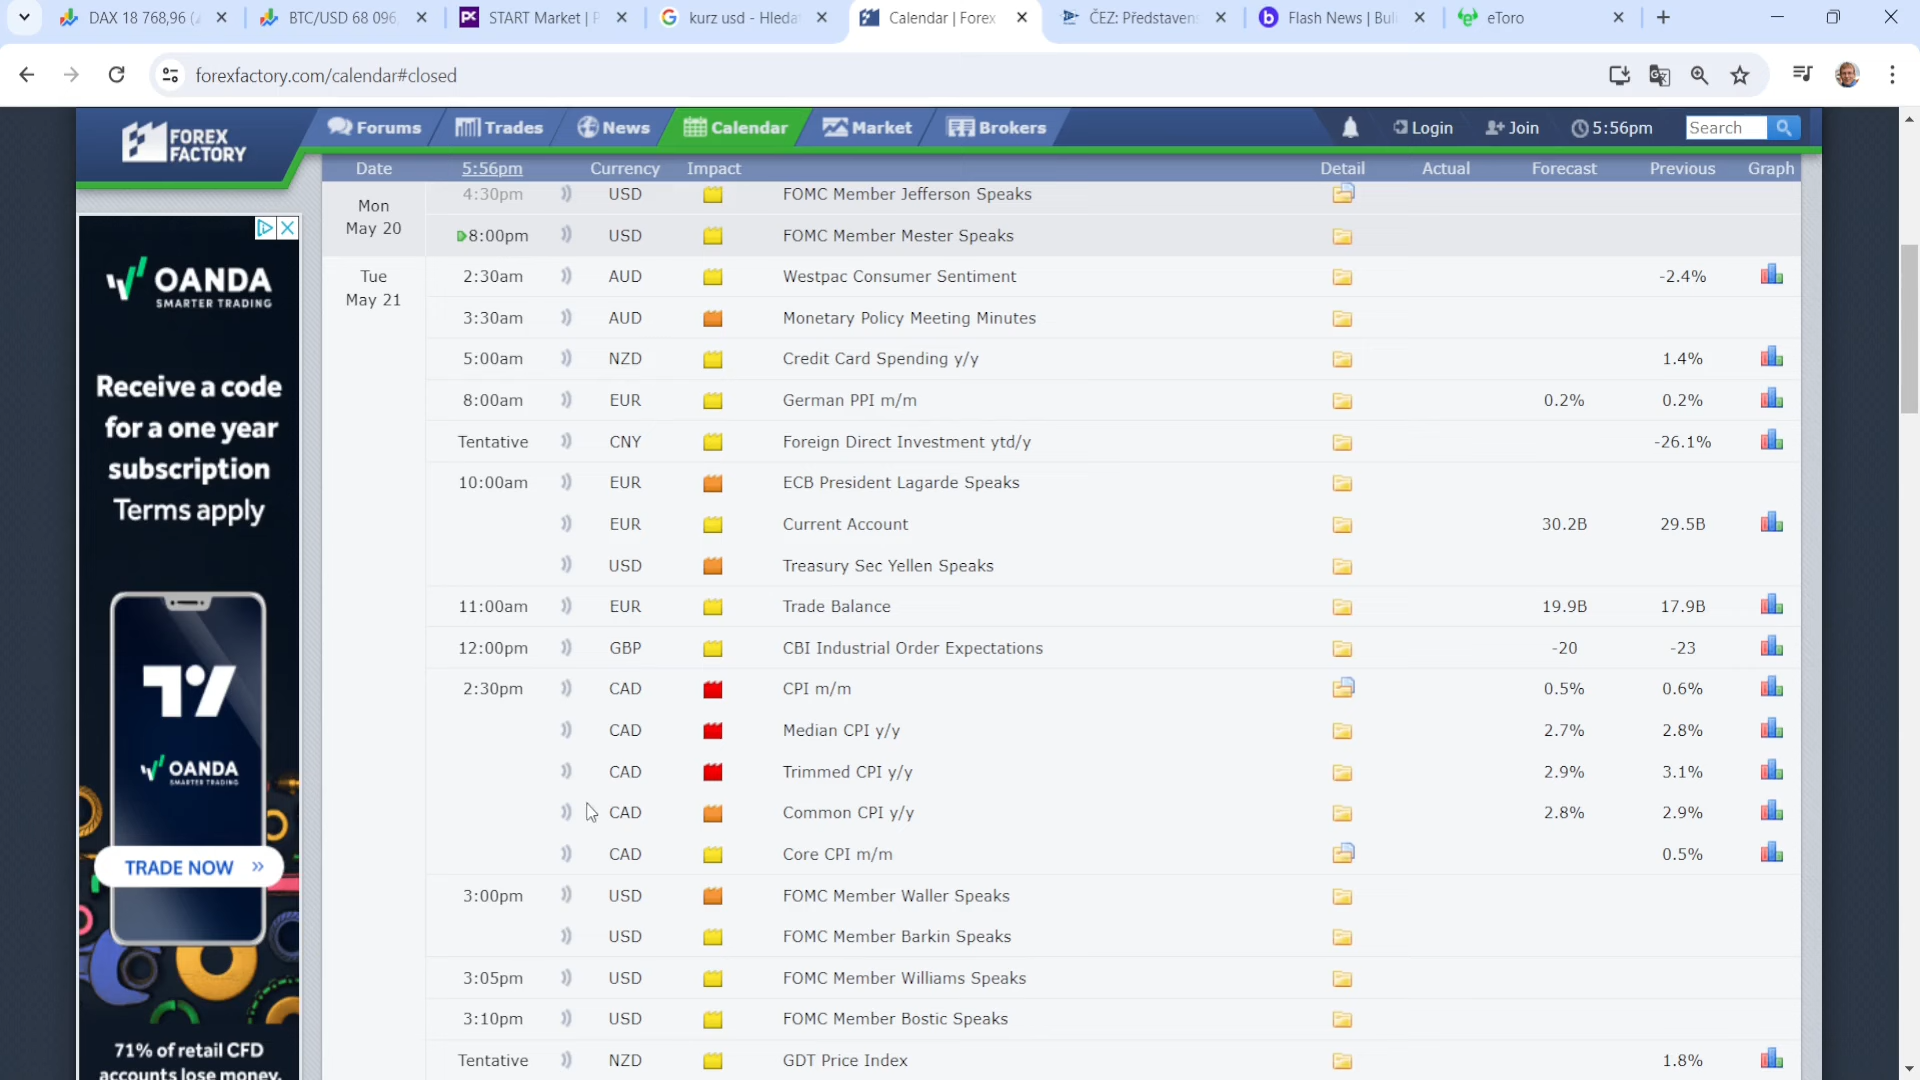 DAX 18 768,96 (
BTC/USD 68 096,
START Market | P
kurz usd - Hleda
Calendar | Forex
ČEZ: Představens
Flash News | Bul
eToro
forexfactory.com/calendar#closed
FOREX
FACTORY
Forums
Trades
News
Calendar
Market
Brokers
Login
Join
5:56pm
Search
Date 5:56pm Currency Impact Detail Actual Forecast Previous Graph
Mon
May 20
4:30pm USD FOMC Member Jefferson Speaks
8:00pm USD FOMC Member Mester Speaks
Tue
May 21
2:30am AUD Westpac Consumer Sentiment -2.4%
3:30am AUD Monetary Policy Meeting Minutes
5:00am NZD Credit Card Spending y/y 1.4%
8:00am EUR German PPI m/m 0.2% 0.2%
Tentative CNY Foreign Direct Investment ytd/y -26.1%
10:00am EUR ECB President Lagarde Speaks
EUR Current Account 30.2B 29.5B
USD Treasury Sec Yellen Speaks
11:00am EUR Trade Balance 19.9B 17.9B
12:00pm GBP CBI Industrial Order Expectations -20 -23
2:30pm CAD CPI m/m 0.5% 0.6%
CAD Median CPI y/y 2.7% 2.8%
CAD Trimmed CPI y/y 2.9% 3.1%
CAD Common CPI y/y 2.8% 2.9%
CAD Core CPI m/m 0.5%
3:00pm USD FOMC Member Waller Speaks
USD FOMC Member Barkin Speaks
3:05pm USD FOMC Member Williams Speaks
3:10pm USD FOMC Member Bostic Speaks
Tentative NZD GDT Price Index 1.8%
OANDA
SMARTER TRADING
Receive a code
for a one year
subscription
Terms apply
OANDA
SMARTER TRADING
TRADE NOW »
71% of retail CFD
accounts lose money.